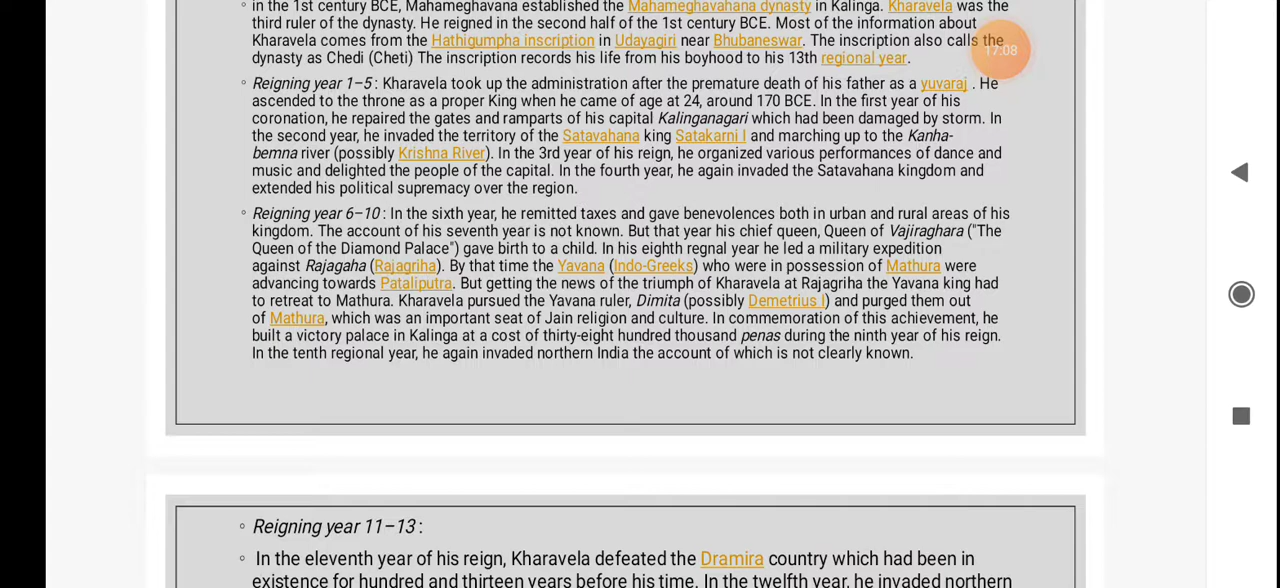 ◦ in the 1st century BCE, Mahameghavana established the Mahameghavahana dynasty in Kalinga. Kharavela was the
third ruler of the dynasty. He reigned in the second half of the 1st century BCE. Most of the information about
Kharavela comes from the Hathigumpha inscription in Udayagiri near Bhubaneswar. The inscription also calls the
17:08
dynasty as Chedi (Cheti) The inscription records his life from his boyhood to his 13th regional year.
◦ Reigning year 1–5 : Kharavela took up the administration after the premature death of his father as a yuvaraj . He
ascended to the throne as a proper King when he came of age at 24, around 170 BCE. In the first year of his
coronation, he repaired the gates and ramparts of his capital Kalinganagari which had been damaged by storm. In
the second year, he invaded the territory of the Satavahana king Satakarni I and marching up to the Kanha-
bemna river (possibly Krishna River). In the 3rd year of his reign, he organized various performances of dance and
music and delighted the people of the capital. In the fourth year, he again invaded the Satavahana kingdom and
extended his political supremacy over the region.
◦ Reigning year 6–10 : In the sixth year, he remitted taxes and gave benevolences both in urban and rural areas of his
kingdom. The account of his seventh year is not known. But that year his chief queen, Queen of Vajiraghara ("The
Queen of the Diamond Palace") gave birth to a child. In his eighth regnal year he led a military expedition
against Rajagaha (Rajagriha). By that time the Yavana (Indo-Greeks) who were in possession of Mathura were
advancing towards Pataliputra. But getting the news of the triumph of Kharavela at Rajagriha the Yavana king had
to retreat to Mathura. Kharavela pursued the Yavana ruler, Dimita (possibly Demetrius I) and purged them out
of Mathura, which was an important seat of Jain religion and culture. In commemoration of this achievement, he
built a victory palace in Kalinga at a cost of thirty-eight hundred thousand penas during the ninth year of his reign.
In the tenth regional year, he again invaded northern India the account of which is not clearly known.
◦ Reigning year 11–13 :
◦ In the eleventh year of his reign, Kharavela defeated the Dramira country which had been in
existence for hundred and thirteen years before his time. In the twelfth year, he invaded northern